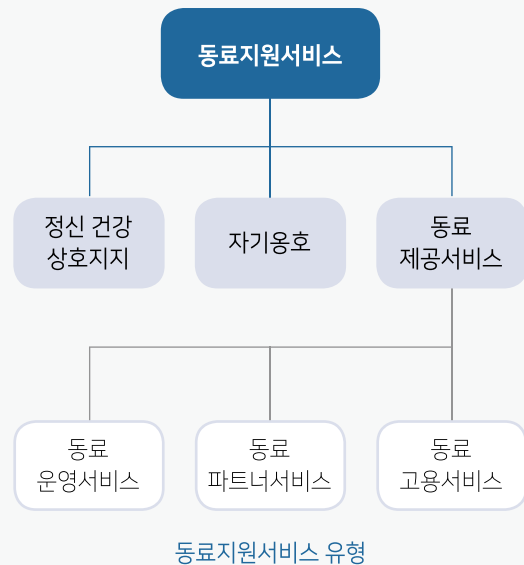 동료지원서비스
정신 건강
상호지지
자기옹호
동료
제공서비스
동료
운영서비스
동료
파트너서비스
동료
고용서비스
동료지원서비스 유형